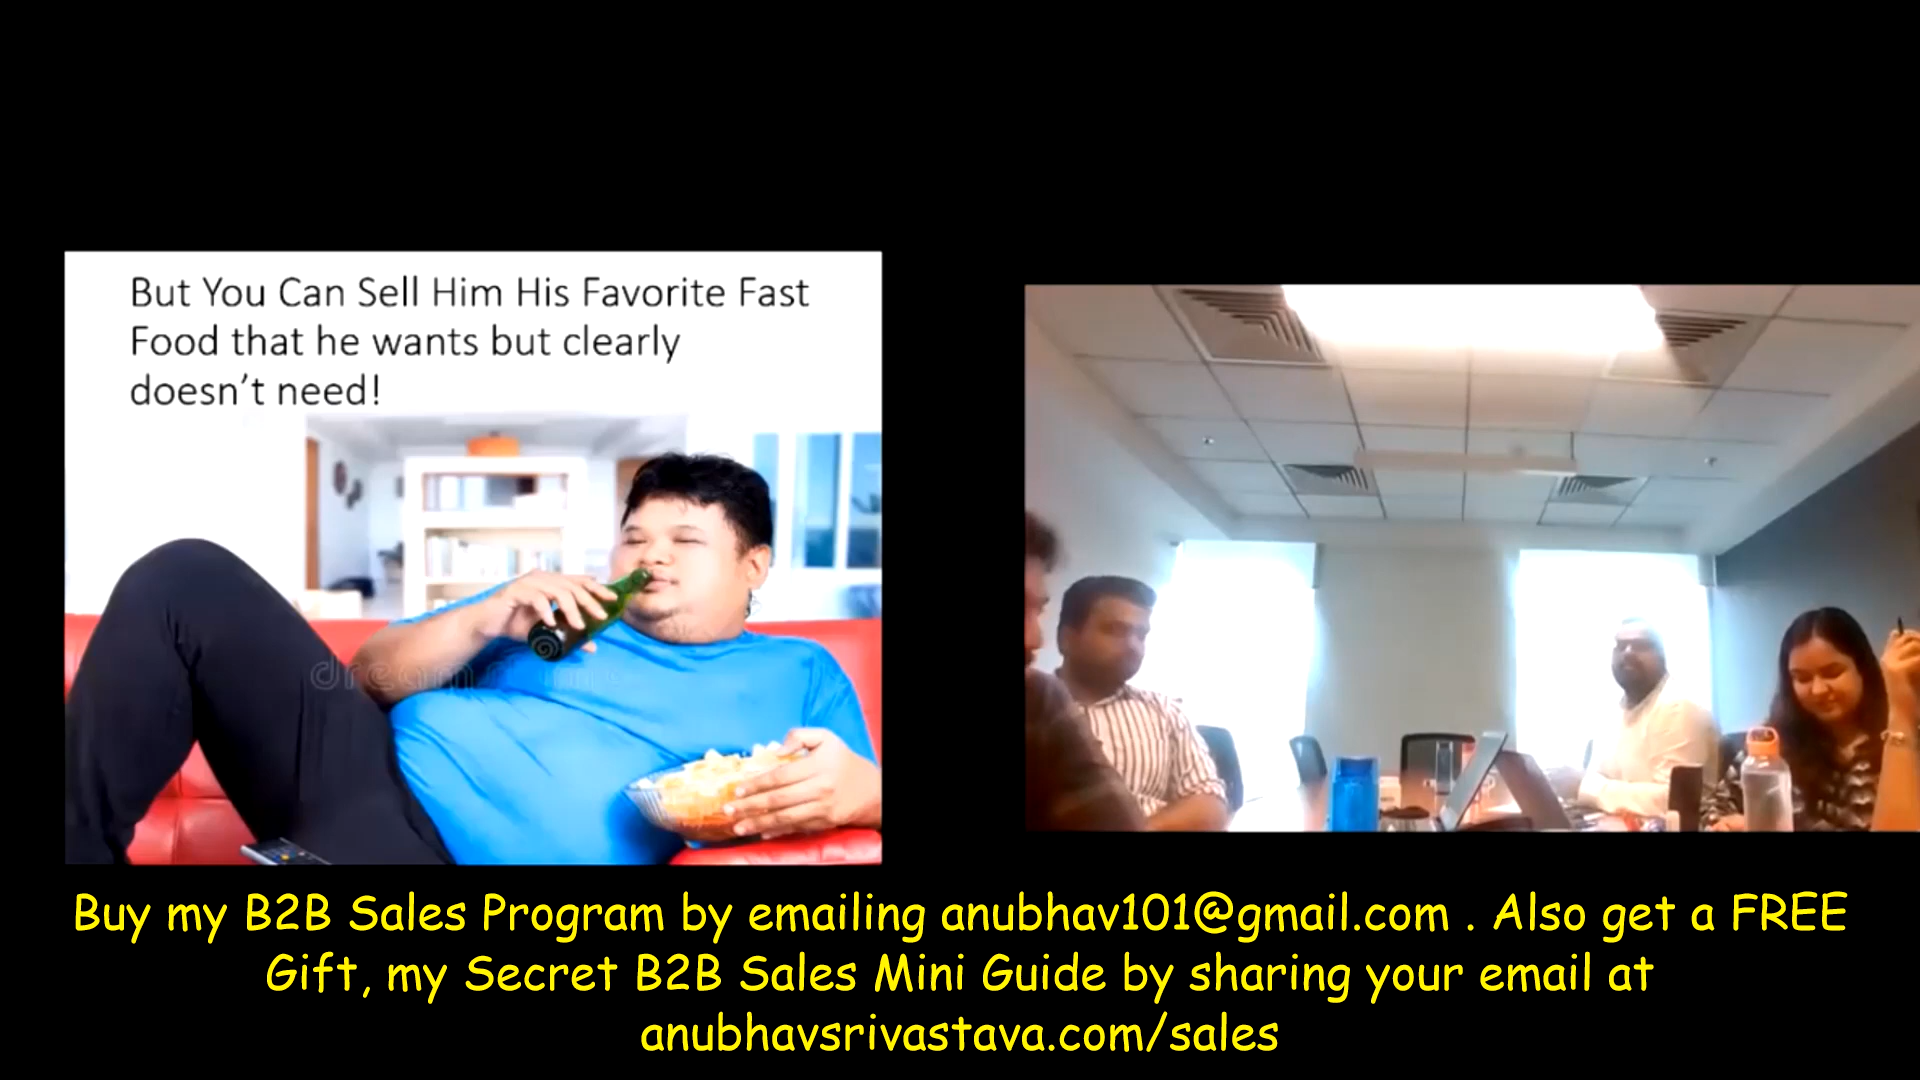 But You Can Sell Him His Favorite Fast
Food that he wants but clearly
doesn't need!
Buy my B2B Sales Program by emailing anubhav101@gmail.com . Also get a FREE
Gift, my Secret B2B Sales Mini Guide by sharing your email at
anubhavsrivastava.com/sales